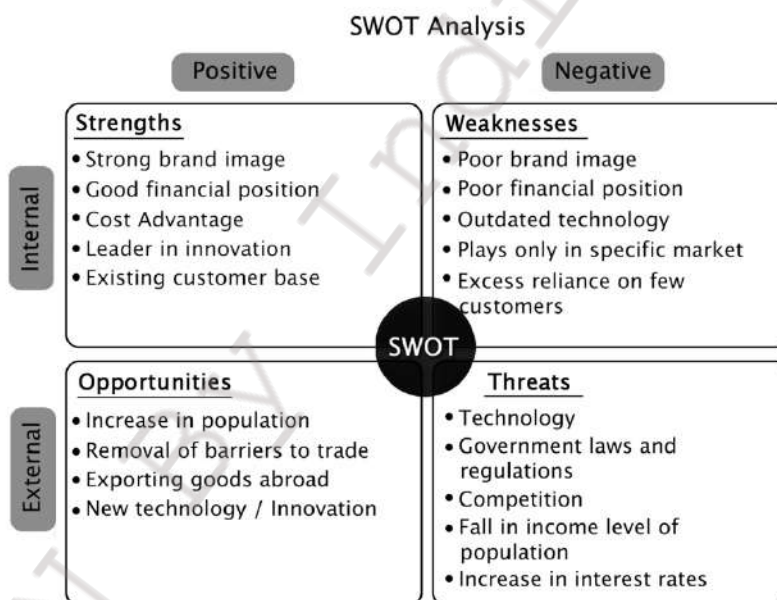 SWOT Analysis
Positive
Negative
Internal
Strengths
• Strong brand image
• Good financial position
• Cost Advantage
• Leader in innovation
• Existing customer base
Weaknesses
• Poor brand image
• Poor financial position
• Outdated technology
• Plays only in specific market
• Excess reliance on few
customers
SWOT
External
Opportunities
• Increase in population
• Removal of barriers to trade
• Exporting goods abroad
• New technology / Innovation
Threats
• Technology
• Government laws and
regulations
• Competition
• Fall in income level of
population
• Increase in interest rates
By Indi